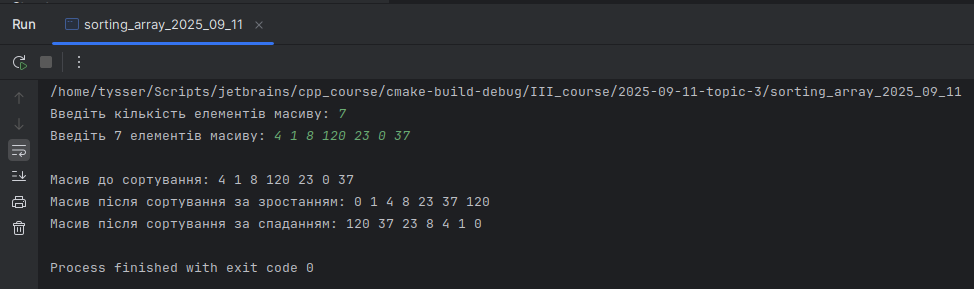 Run sorting_array_2025_09_11
/home/tysser/Scripts/jetbrains/cpp_course/cmake-build-debug/III_course/2025-09-11-topic-3/sorting_array_2025_09_11
Введіть кількість елементів масиву: 7
Введіть 7 елементів масиву: 4 1 8 120 23 0 37
Масив до сортування: 4 1 8 120 23 0 37
Масив після сортування за зростанням: 0 1 4 8 23 37 120
Масив після сортування за спаданням: 120 37 23 8 4 1 0
Process finished with exit code 0